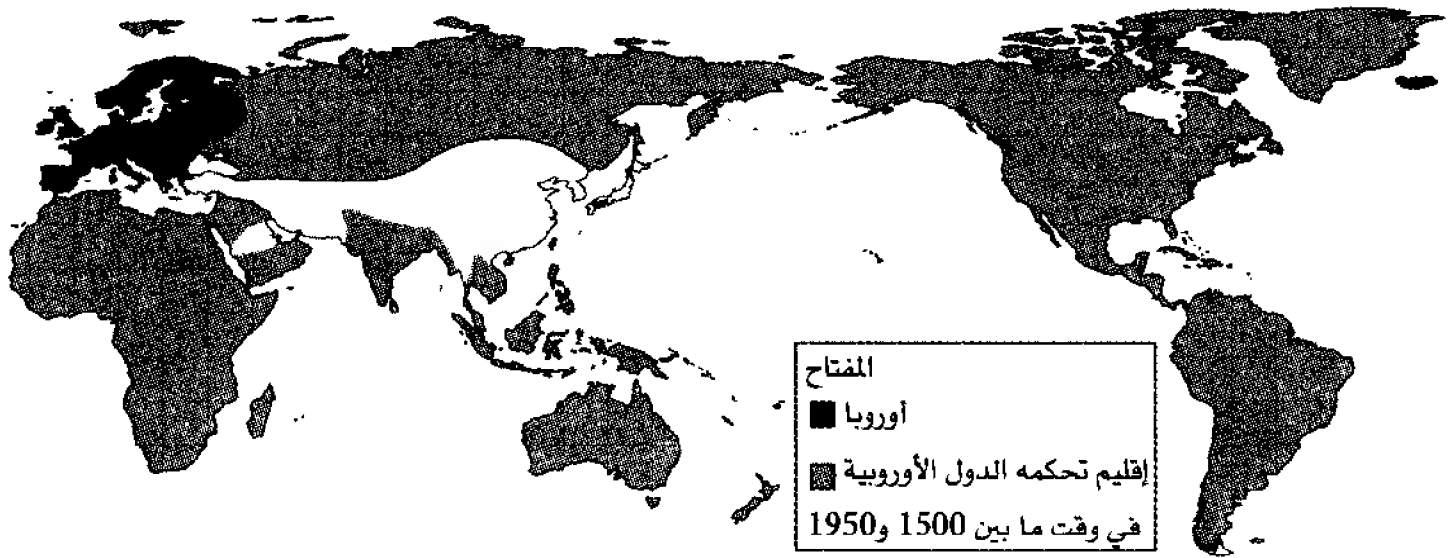 المفتاح
أوروبا
إقليم تحكمه الدول الأوروبية
في وقت ما بين 1500 و1950